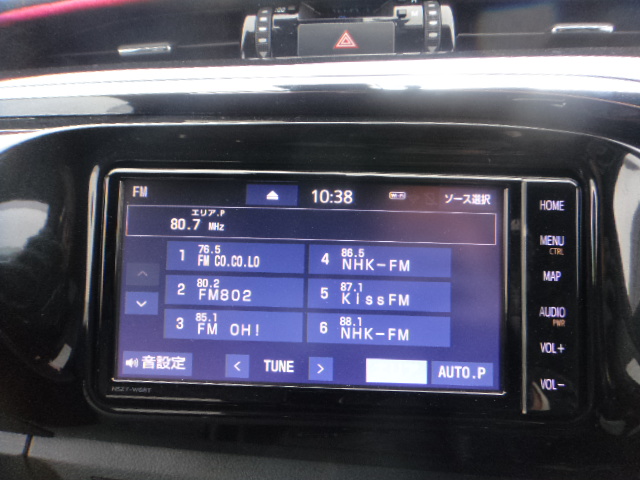 FM 10:38 Wi-Fi ソース選択
エリア.P
80.7 MHz
1 76.5 FM CO.CO.LO
2 80.2 FM802
3 85.1 FM OH!
4 86.5 NHK-FM
5 87.1 KissFM
6 88.1 NHK-FM
音設定 < TUNE > AUTO.P
HOME
MENU
CTRL
MAP
AUDIO
PWR
VOL+
VOL-